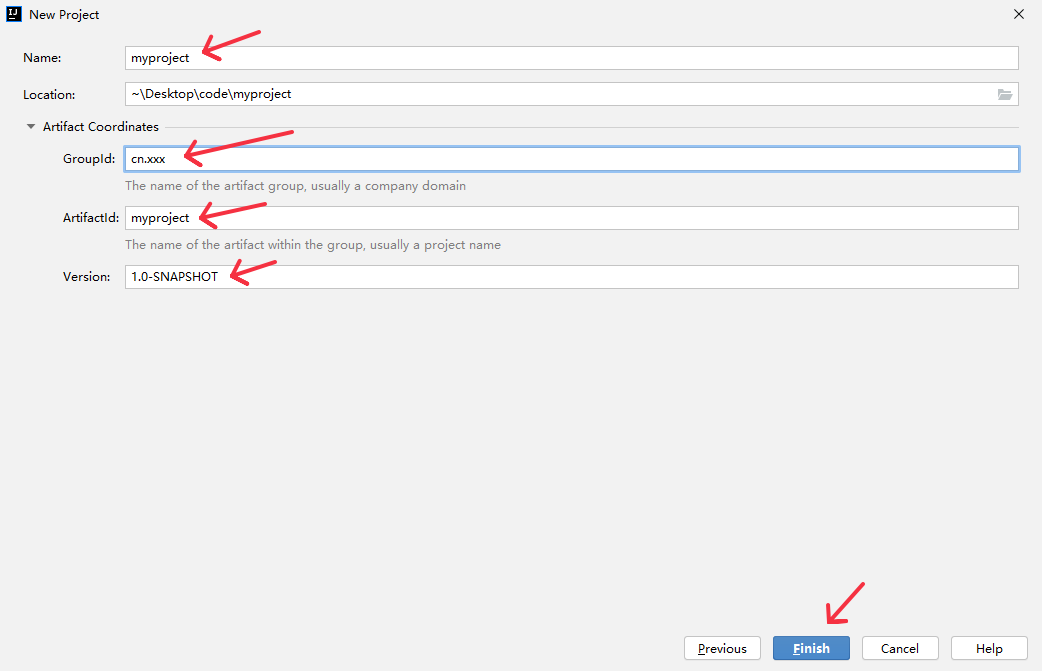 New Project
Name: myproject
Location: ~\Desktop\code\myproject
Artifact Coordinates
GroupId: cn.xxx
The name of the artifact group, usually a company domain
ArtifactId: myproject
The name of the artifact within the group, usually a project name
Version: 1.0-SNAPSHOT
Previous Finish Cancel Help